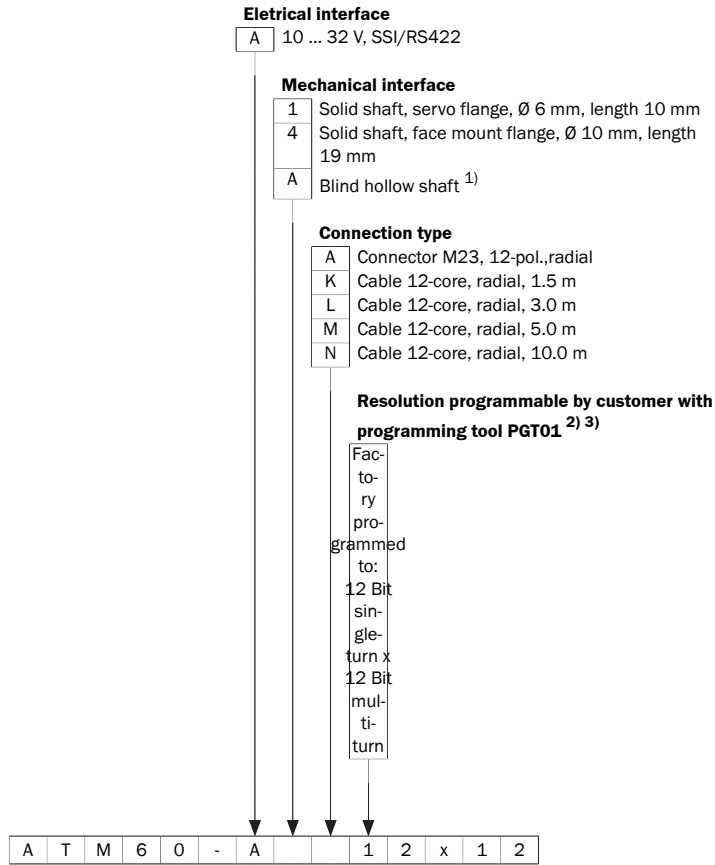 Eletrical interface
A 10 ... 32 V, SSI/RS422
Mechanical interface
1 Solid shaft, servo flange, Ø 6 mm, length 10 mm
4 Solid shaft, face mount flange, Ø 10 mm, length
19 mm
A Blind hollow shaft 1)
Connection type
A Connector M23, 12-pol.,radial
K Cable 12-core, radial, 1.5 m
L Cable 12-core, radial, 3.0 m
M Cable 12-core, radial, 5.0 m
N Cable 12-core, radial, 10.0 m
Resolution programmable by customer with
programming tool PGT01 2) 3)
Fac-
to-
ry
pro-
grammed
to:
12 Bit
sin-
gle-
turn x
12 Bit
mul-
ti-
turn
A T M 6 0 - A 1 2 x 1 2